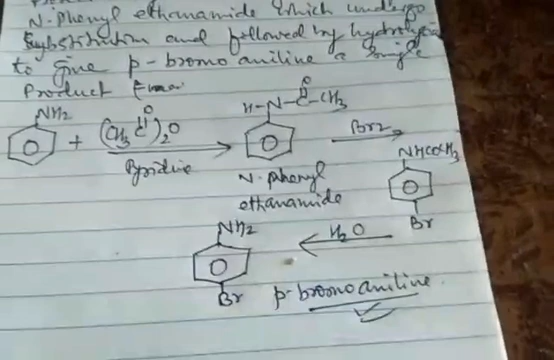 N-Phenyl ethanamide which undergo
Substitution and followed by hydrolysis
to give p-bromo aniline a single
Product
NH2
+ (CH3 C O)2O
Pyridine
H-N-C-CH3
O
N-phenyl
ethanamide
Br2
NHCOCH3
Br
H2O
NH2
Br
p-bromoaniline